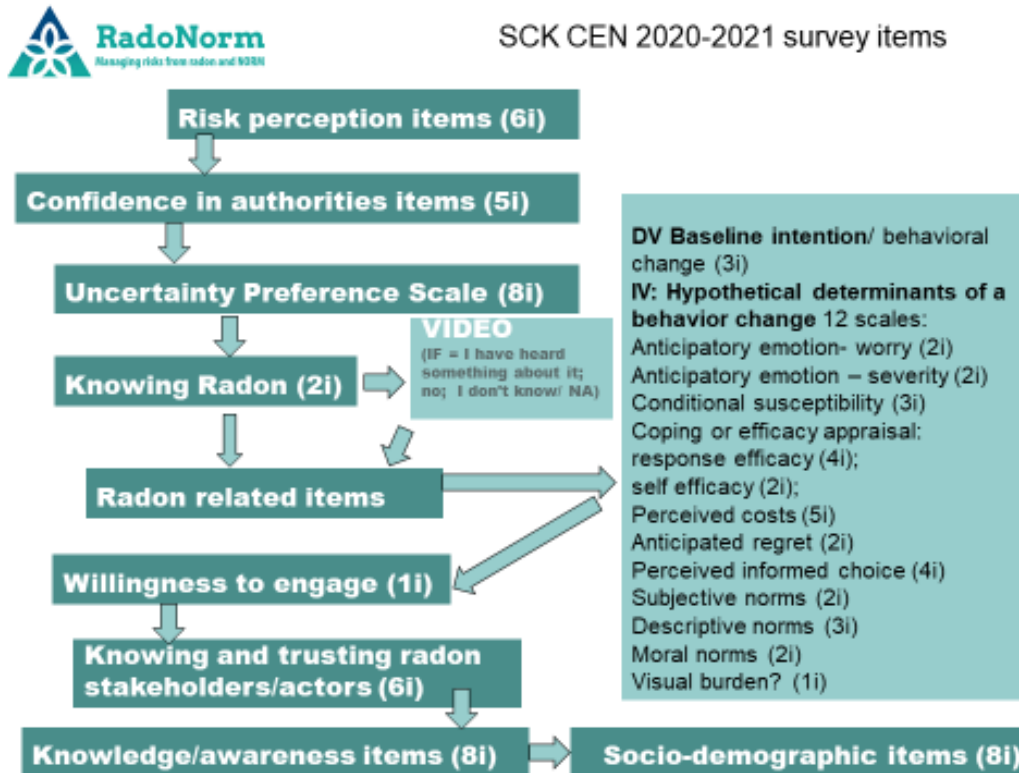 RadoNorm
Managing risks from radon and NORM
SCK CEN 2020-2021 survey items
Risk perception items (6i)
Confidence in authorities items (5i)
Uncertainty Preference Scale (8i)
Knowing Radon (2i)
VIDEO
(IF = I have heard
something about it;
no; I don't know/ NA)
Radon related items
DV Baseline intention/ behavioral
change (3i)
IV: Hypothetical determinants of a
behavior change 12 scales:
Anticipatory emotion- worry (2i)
Anticipatory emotion – severity (2i)
Conditional susceptibility (3i)
Coping or efficacy appraisal:
response efficacy (4i);
self efficacy (2i);
Perceived costs (5i)
Anticipated regret (2i)
Perceived informed choice (4i)
Subjective norms (2i)
Descriptive norms (3i)
Moral norms (2i)
Visual burden? (1i)
Willingness to engage (1i)
Knowing and trusting radon
stakeholders/actors (6i)
Knowledge/awareness items (8i)
Socio-demographic items (8i)